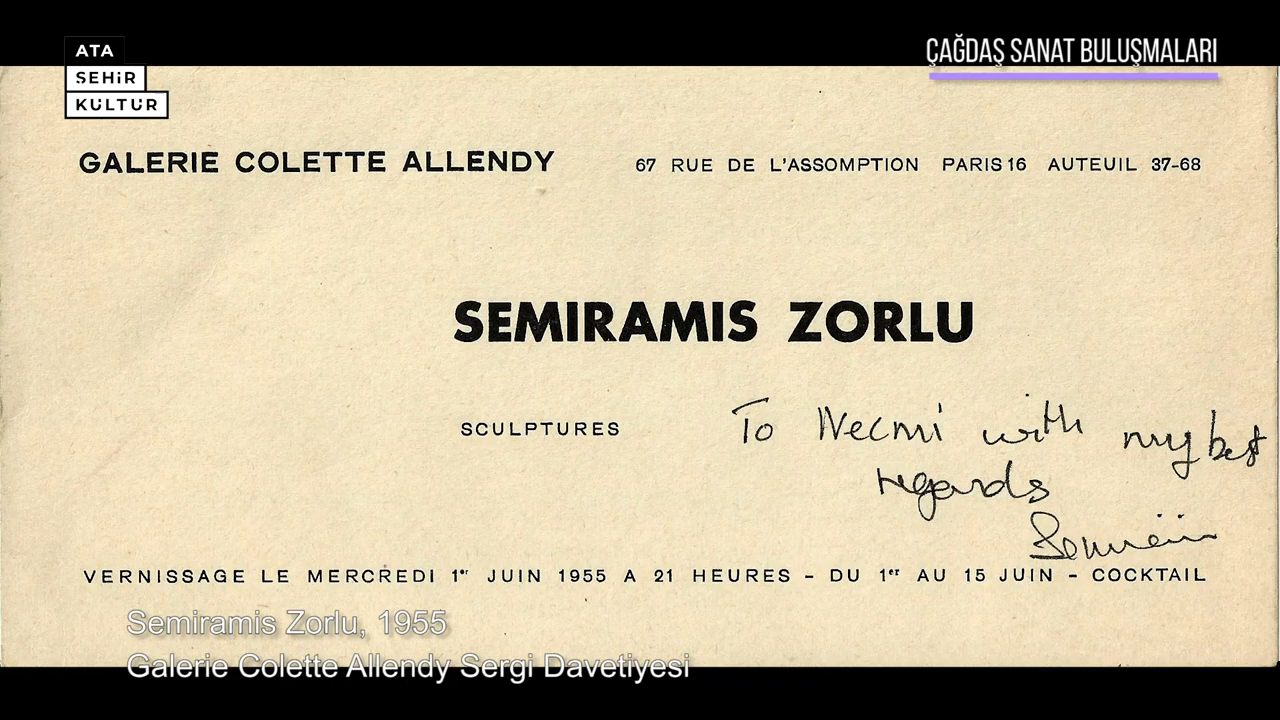 ATA
ŞEHİR
KÜLTÜR
ÇAĞDAŞ SANAT BULUŞMALARI
GALERIE COLETTE ALLENDY 67 RUE DE L'ASSOMPTION PARIS 16 AUTEUIL 37-68
SEMIRAMIS ZORLU
SCULPTURES
To Necmi with my best
regards
VERNISSAGE LE MERCREDI 1er JUIN 1955 A 21 HEURES - DU 1er AU 15 JUIN - COCKTAIL
Semiramis Zorlu, 1955
Galerie Colette Allendy Sergi Davetiyesi